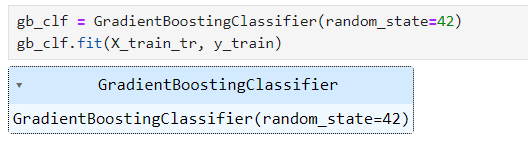 gb_clf = GradientBoostingClassifier(random_state=42)
gb_clf.fit(X_train_tr, y_train)
▾ GradientBoostingClassifier
GradientBoostingClassifier(random_state=42)